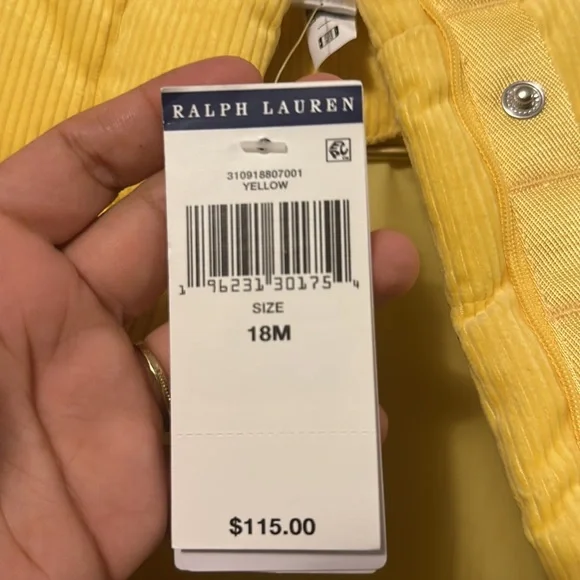 RALPH LAUREN
310918807001
YELLOW
1 96231 30175 4
SIZE
18M
$115.00